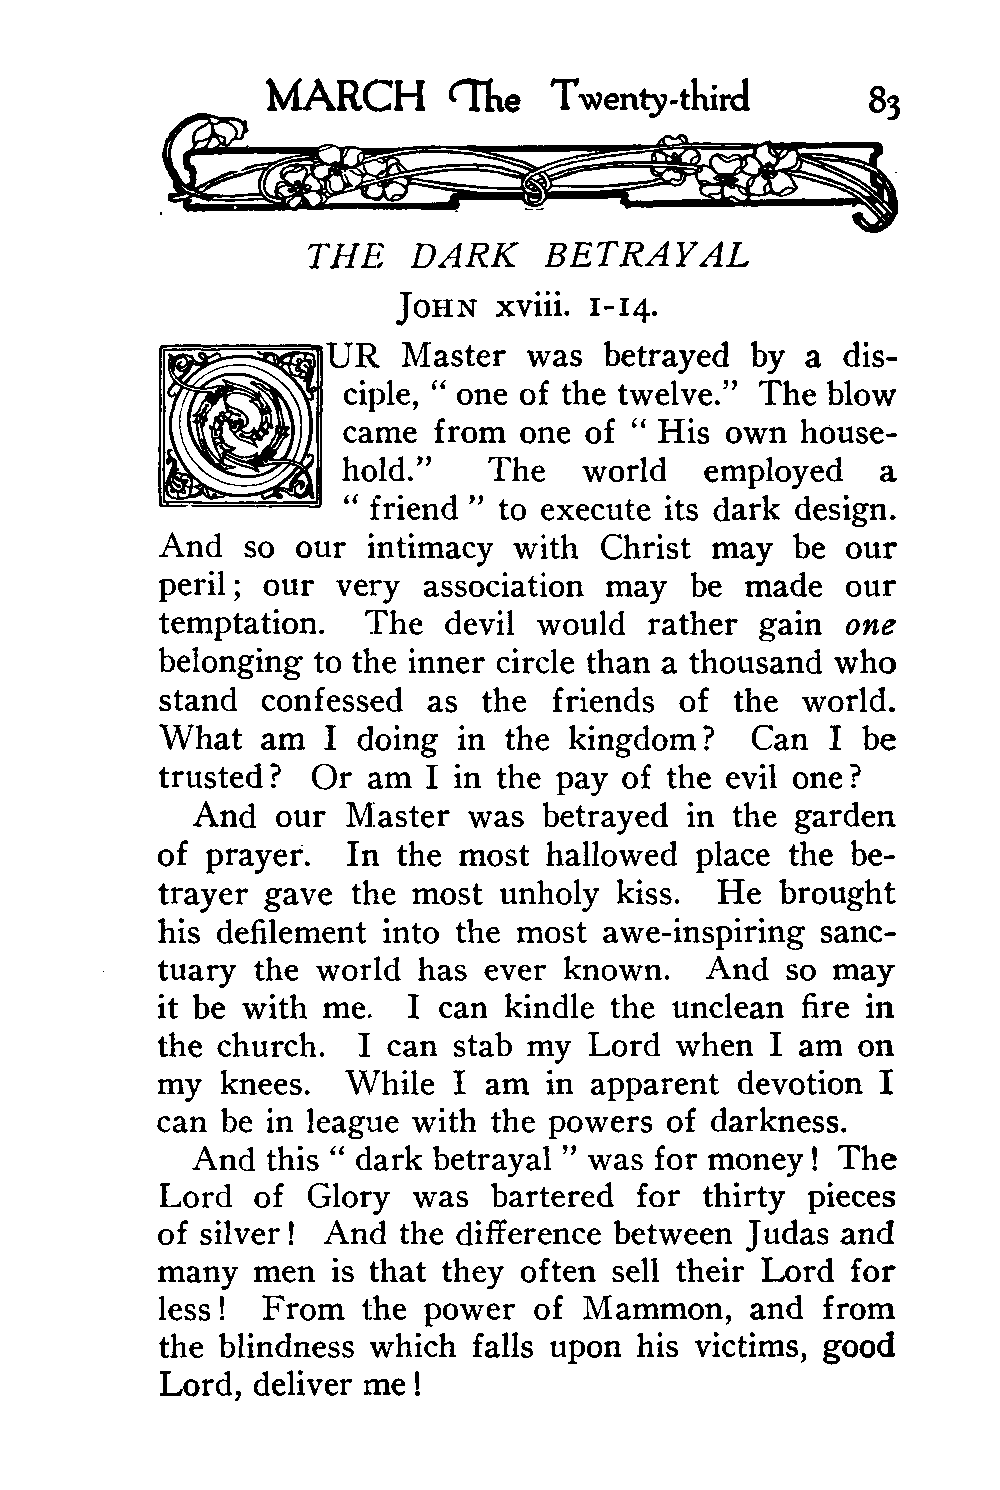 MARCH The Twenty-third 83
THE DARK BETRAYAL
JOHN xviii. 1-14.
OUR Master was betrayed by a dis-
ciple, “ one of the twelve.” The blow
came from one of “ His own house-
hold.” The world employed a
“ friend ” to execute its dark design.
And so our intimacy with Christ may be our
peril; our very association may be made our
temptation. The devil would rather gain one
belonging to the inner circle than a thousand who
stand confessed as the friends of the world.
What am I doing in the kingdom? Can I be
trusted? Or am I in the pay of the evil one?
And our Master was betrayed in the garden
of prayer. In the most hallowed place the be-
trayer gave the most unholy kiss. He brought
his defilement into the most awe-inspiring sanc-
tuary the world has ever known. And so may
it be with me. I can kindle the unclean fire in
the church. I can stab my Lord when I am on
my knees. While I am in apparent devotion I
can be in league with the powers of darkness.
And this “ dark betrayal ” was for money! The
Lord of Glory was bartered for thirty pieces
of silver! And the difference between Judas and
many men is that they often sell their Lord for
less! From the power of Mammon, and from
the blindness which falls upon his victims, good
Lord, deliver me!